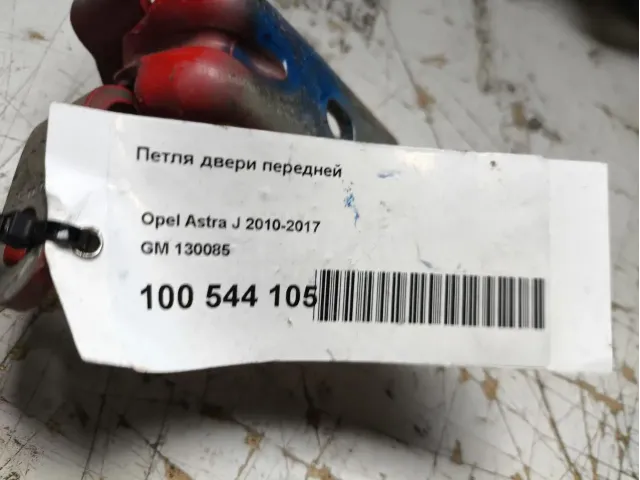 Петля двери передней
Opel Astra J 2010-2017
GM 130085
100 544 105